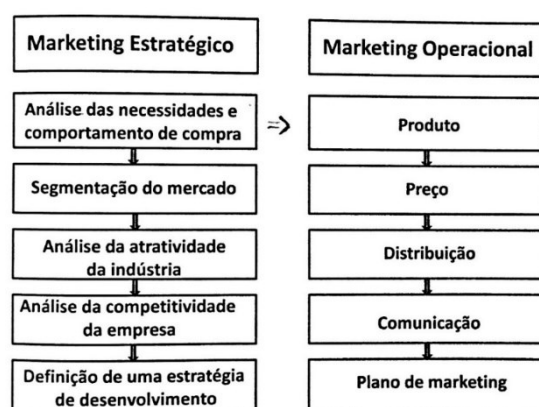 Marketing Estratégico
Análise das necessidades e
comportamento de compra
Segmentação do mercado
Análise da atratividade
da indústria
Análise da competitividade
da empresa
Definição de uma estratégia
de desenvolvimento
Marketing Operacional
Produto
Preço
Distribuição
Comunicação
Plano de marketing